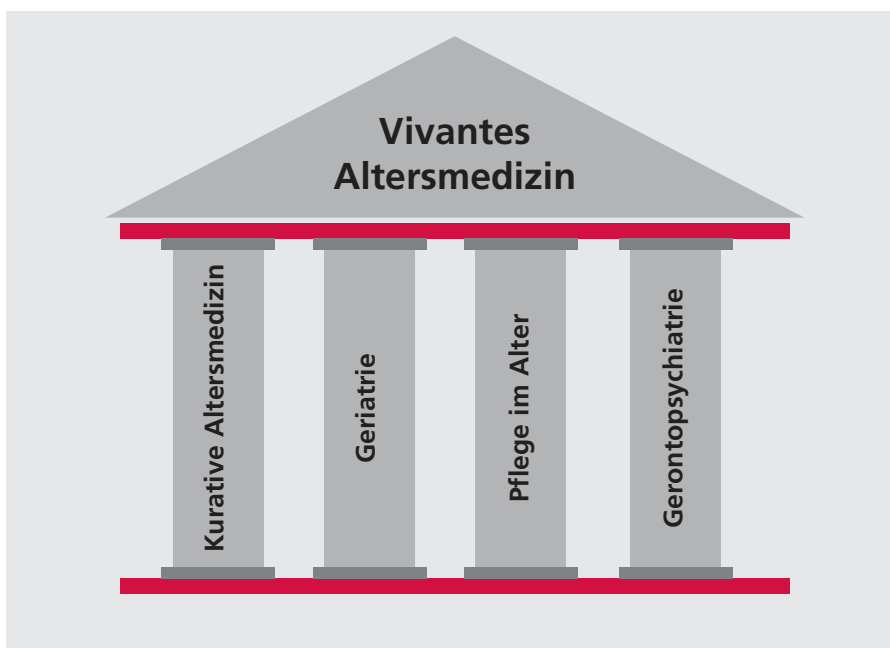 Vivantes
Altersmedizin
Kurative Altersmedizin
Geriatrie
Pflege im Alter
Gerontopsychiatrie